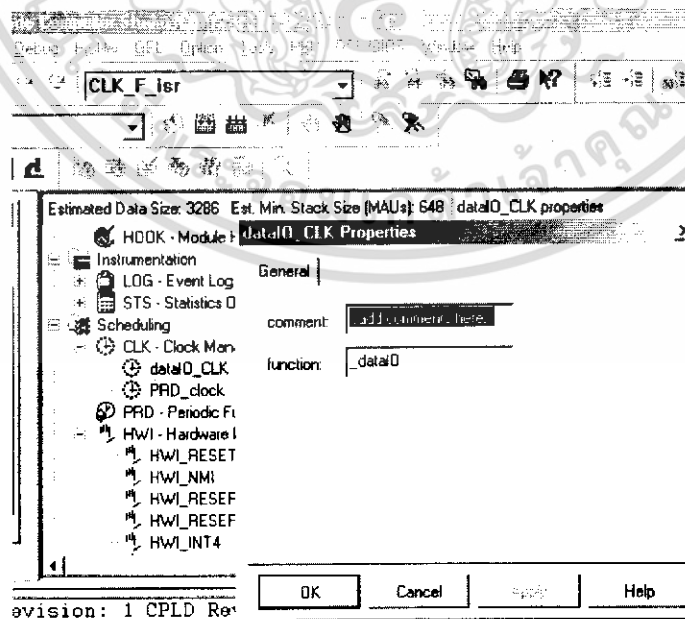 Debug Profiler GEL Option Tools PBC DSP/BIOS Window Help
CLK_F_isr
Estimated Data Size: 3286 Est. Min. Stack Size (MAUs): 648 dataIO_CLK properties
HOOK - Module H
Instrumentation
LOG - Event Log
STS - Statistics O
Scheduling
CLK - Clock Man
dataIO_CLK
PRD_clock
PRD - Periodic Fu
HWI - Hardware I
HWI_RESET
HWI_NMI
HWI_RESER
HWI_RESER
HWI_INT4
dataIO_CLK Properties
General
comment: add comments here.
function: _dataIO
OK Cancel Apply Help
evision: 1 CPLD Rev